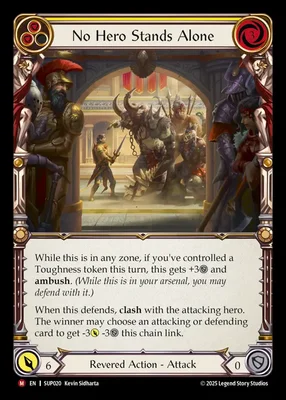 No Hero Stands Alone
While this is in any zone, if you've controlled a
Toughness token this turn, this gets +3 and
ambush. (While this is in your arsenal, you may
defend with it.)
When this defends, clash with the attacking hero.
The winner may choose an attacking or defending
card to get -3 -3 this chain link.
6
Revered Action - Attack
0
M EN SUP020 Kevin Sidharta
© 2025 Legend Story Studios